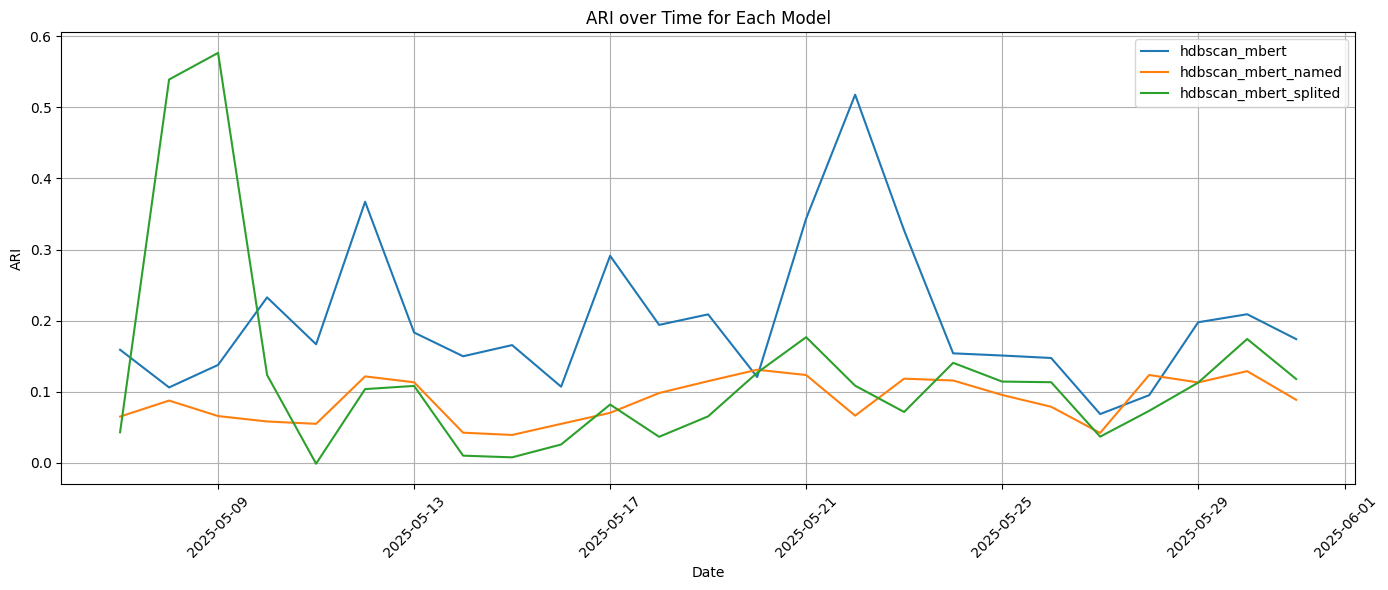 ARI over Time for Each Model
hdbscan_mbert
hdbscan_mbert_named
hdbscan_mbert_splited
ARI
0.6
0.5
0.4
0.3
0.2
0.1
0.0
2025-05-09
2025-05-13
2025-05-17
2025-05-21
2025-05-25
2025-05-29
2025-06-01
Date